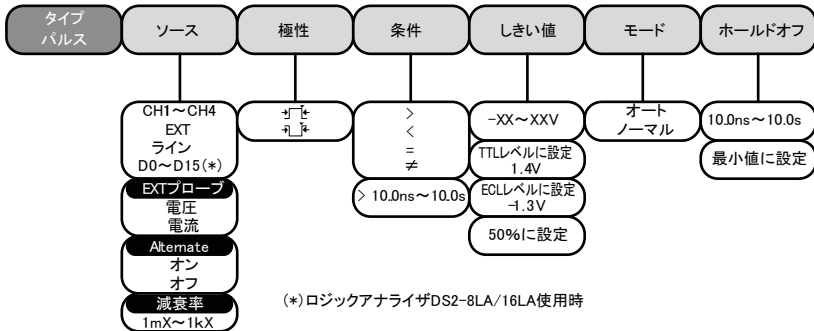 タイプ
パルス
ソース
極性
条件
しきい値
モード
ホールドオフ
CH1～CH4
EXT
ライン
D0～D15(*)
EXTプローブ
電圧
電流
Alternate
オン
オフ
減衰率
1mX～1kX
>
<
=
≠
> 10.0ns～10.0s
-XX～XXV
TTLレベルに設定
1.4V
ECLレベルに設定
-1.3V
50%に設定
オート
ノーマル
10.0ns～10.0s
最小値に設定
(*)ロジックアナライザDS2-8LA/16LA使用時